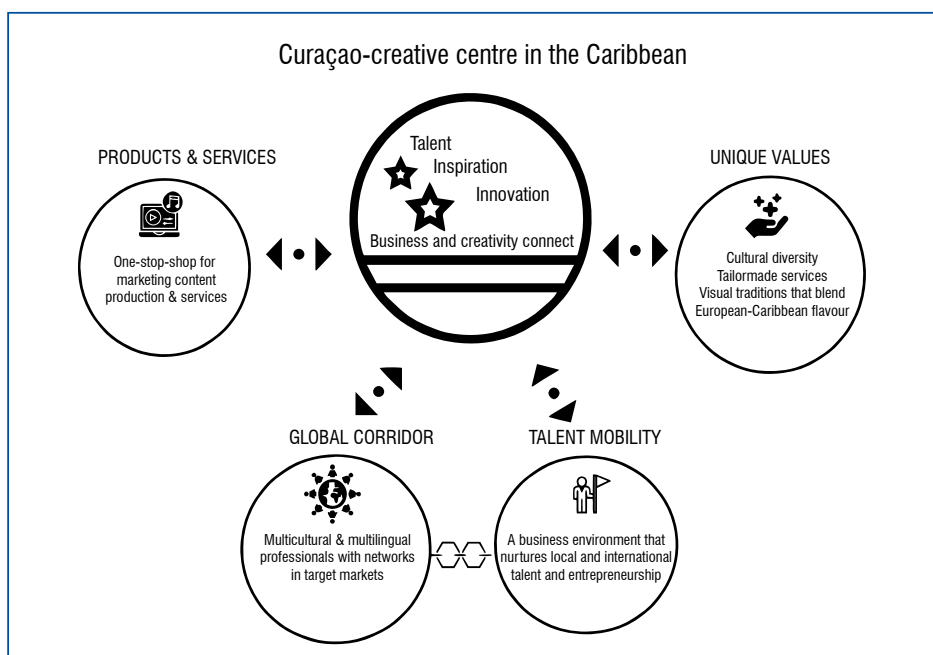 Curaçao-creative centre in the Caribbean
Talent
Inspiration
Innovation
Business and creativity connect
PRODUCTS & SERVICES
One-stop-shop for
marketing content
production & services
UNIQUE VALUES
Cultural diversity
Tailormade services
Visual traditions that blend
European-Caribbean flavour
GLOBAL CORRIDOR
Multicultural & multilingual
professionals with networks
in target markets
TALENT MOBILITY
A business environment that
nurtures local and international
talent and entrepreneurship